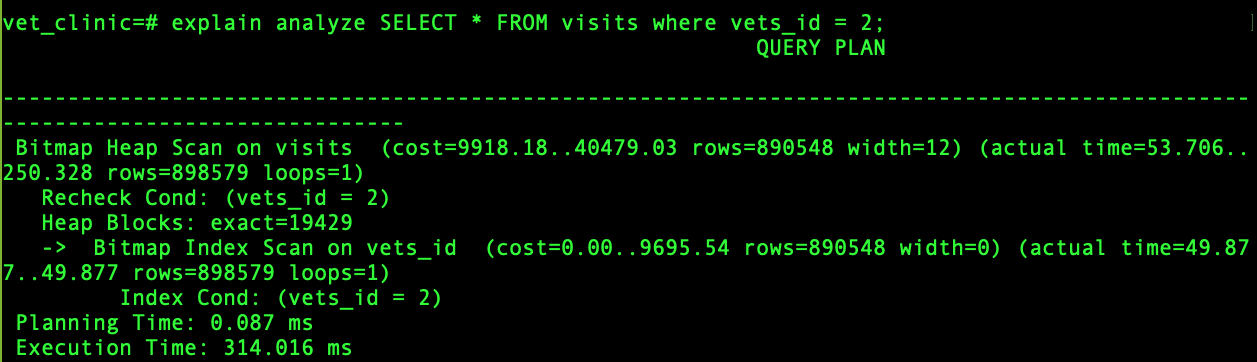 vet_clinic=# explain analyze SELECT * FROM visits where vets_id = 2;
QUERY PLAN
------------------------------------------------------------------------------------------------
-------------------------------
Bitmap Heap Scan on visits  (cost=9918.18..40479.03 rows=890548 width=12) (actual time=53.706..
250.328 rows=898579 loops=1)
Recheck Cond: (vets_id = 2)
Heap Blocks: exact=19429
->  Bitmap Index Scan on vets_id  (cost=0.00..9695.54 rows=890548 width=0) (actual time=49.87
7..49.877 rows=898579 loops=1)
Index Cond: (vets_id = 2)
Planning Time: 0.087 ms
Execution Time: 314.016 ms